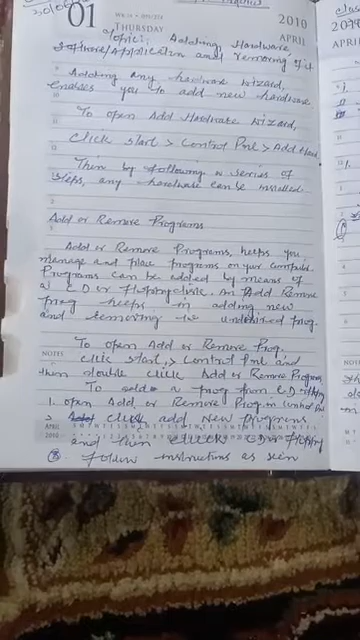 01
THURSDAY
2010
APRIL
Topic: Adding Hardware,
Software/Application and removing of it
Adding any hardware wizard,
enables you to add new hardware
To open Add Hardware wizard,
Click start > Control Pnl > Add Hard
Then by following a series of
steps, any hardware can be installed
Add or Remove Programs
Add or Remove Programs, helps you
manage and place programs on your computer.
Programs can be added by means of
a CD or floppy disk. An Add Remove
prog helps in adding new
and removing undesired prog.
To open Add or Remove Prog.
NOTES
click start, > Control Pnl and
then double click Add or Remove Programs
To add a prog from CD
1. open Add, or Remove Prog. in Control Pnl
2. click add new programs
APRIL
2010
and then click CD or floppy
3. Follow instructions as seen